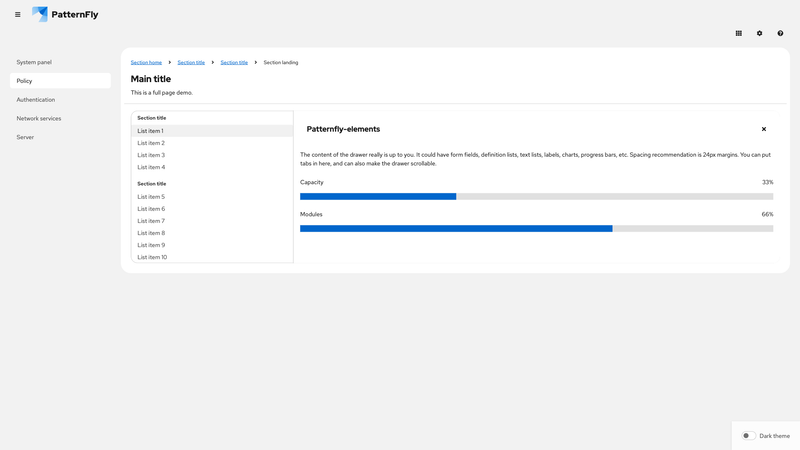 PatternFly
System panel
Policy
Authentication
Network services
Server
Section home
Section title
Section title
Section landing
Main title
This is a full page demo.
Section title
List item 1
List item 2
List item 3
List item 4
Section title
List item 5
List item 6
List item 7
List item 8
List item 9
List item 10
Patternfly-elements
The content of the drawer really is up to you. It could have form fields, definition lists, text lists, labels, charts, progress bars, etc. Spacing recommendation is 24px margins. You can put
tabs in here, and can also make the drawer scrollable.
Capacity 33%
Modules 66%
Dark theme